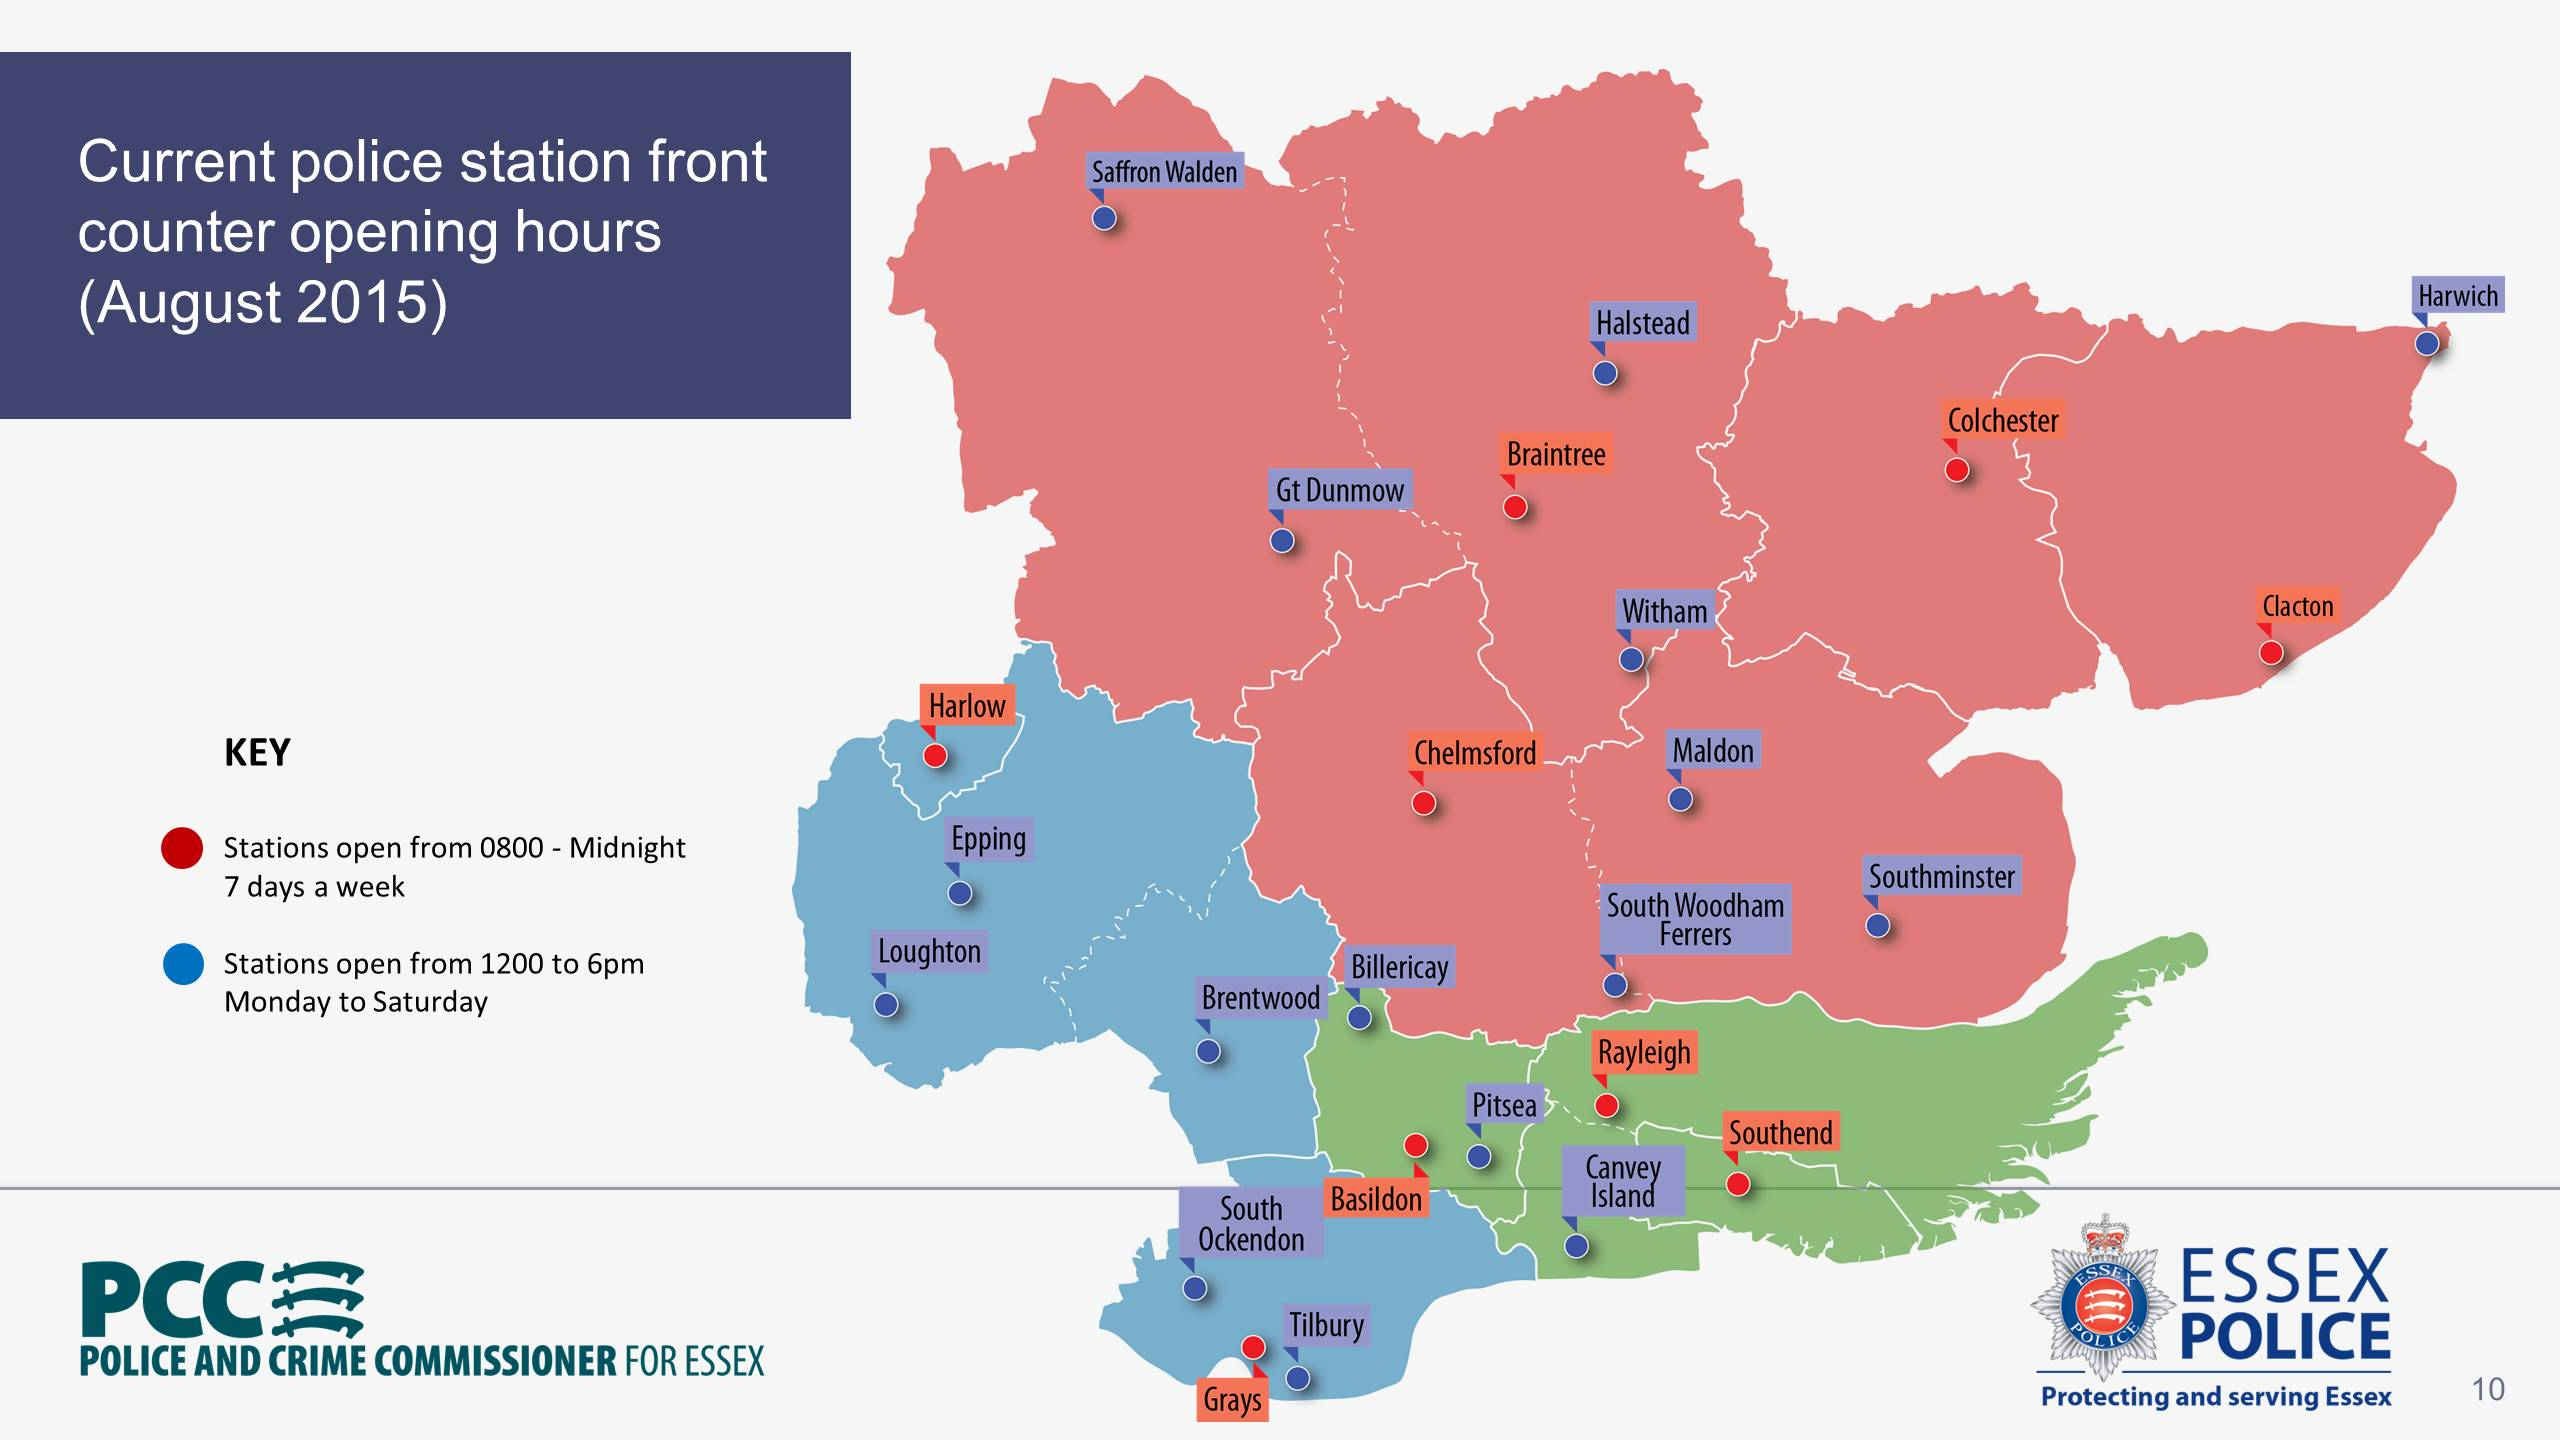 Current police station front
counter opening hours
(August 2015)
Saffron Walden
Harwich
Halstead
Colchester
Braintree
Gt Dunmow
Clacton
Witham
Harlow
KEY
Chelmsford
Maldon
Stations open from 0800 - Midnight
7 days a week
Epping
Southminster
South Woodham
Ferrers
Loughton
Billericay
Stations open from 1200 to 6pm
Monday to Saturday
Brentwood
Rayleigh
Pitsea
Southend
Canvey
Island
Basildon
South
Ockendon
Tilbury
Grays
PCC
POLICE AND CRIME COMMISSIONER FOR ESSEX
ESSEX
POLICE
ESSEX
POLICE
Protecting and serving Essex
10